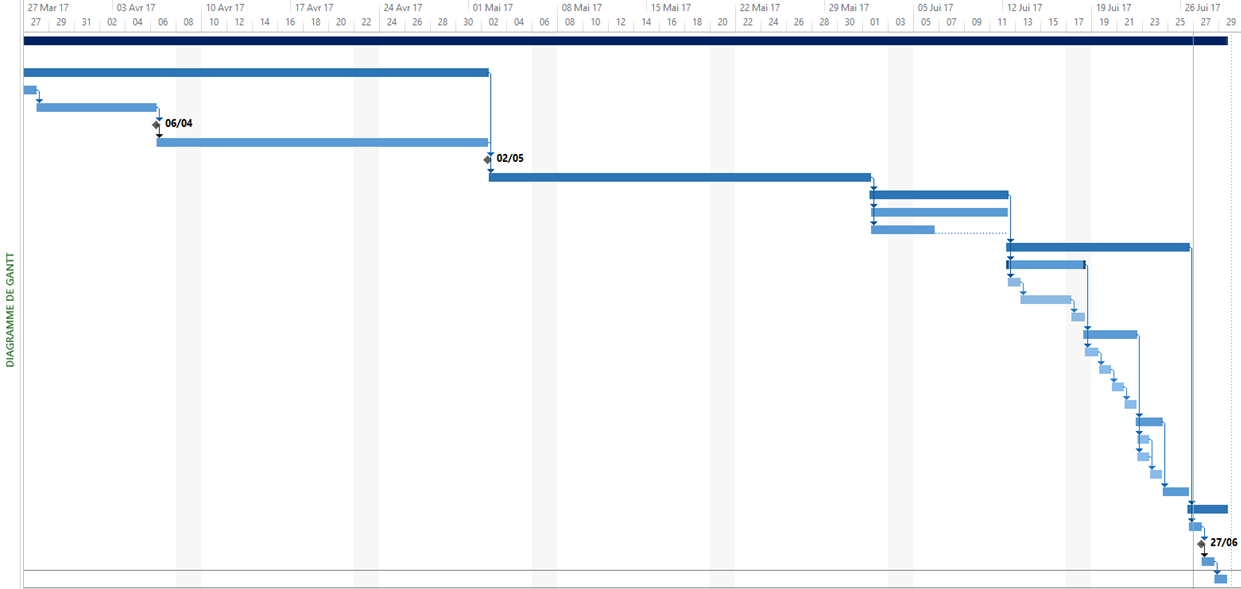 27 Mar 17 03 Avr 17 10 Avr 17 17 Avr 17 24 Avr 17 01 Mai 17 08 Mai 17 15 Mai 17 22 Mai 17 29 Mai 17 05 Jui 17 12 Jui 17 19 Jui 17 26 Jui 17
27 29 31 02 04 06 08 10 12 14 16 18 20 22 24 26 28 30 02 04 06 08 10 12 14 16 18 20 22 24 26 28 30 01 03 05 07 09 11 13 15 17 19 21 23 25 27 29
06/04
02/05
DIAGRAMME DE GANTT
27/06